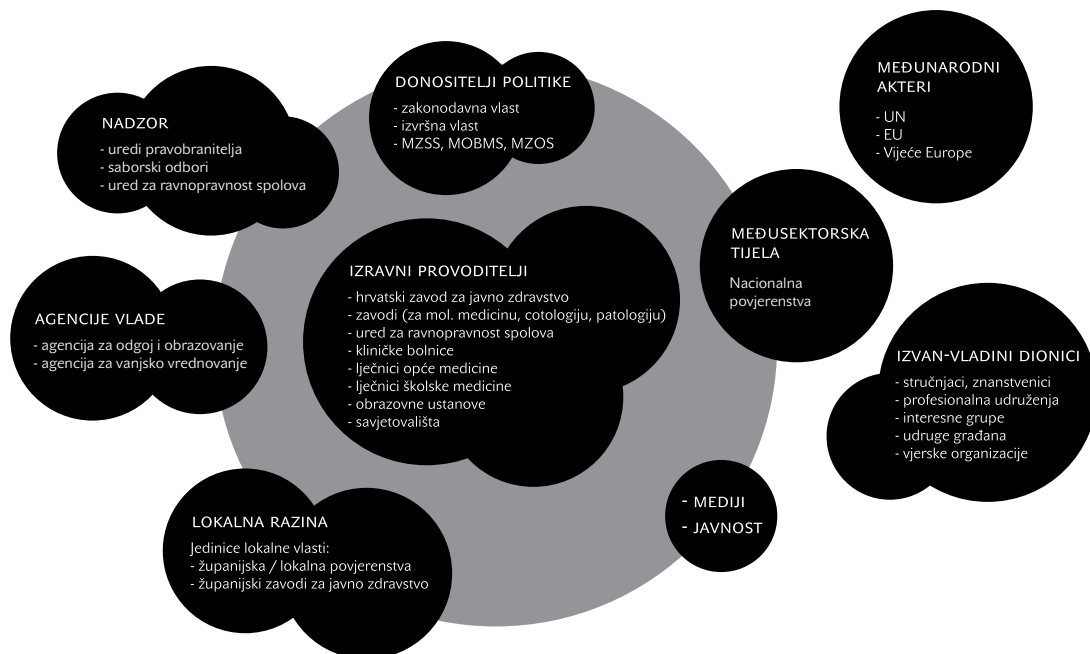 DONOSITELJI POLITIKE
- zakonodavna vlast
- izvršna vlast
- MZSS, MOBMS, MZOS
MEĐUNARODNI
AKTERI
- UN
- EU
- Vijeće Europe
NADZOR
- uredi pravobranitelja
- saborski odbori
- ured za ravnopravnost spolova
MEĐUSEKTORSKA
TIJELA
Nacionalna
povjerenstva
IZRAVNI PROVODITELJI
- hrvatski zavod za javno zdravstvo
- zavodi (za mol. medicinu, cotologiju, patologiju)
- ured za ravnopravnost spolova
- kliničke bolnice
- lječnici opće medicine
- lječnici školske medicine
- obrazovne ustanove
- savjetovališta
AGENCIJE VLADE
- agencija za odgoj i obrazovanje
- agencija za vanjsko vrednovanje
IZVAN-VLADINI DIONICI
- stručnjaci, znanstvenici
- profesionalna udruženja
- interesne grupe
- udruge građana
- vjerske organizacije
- MEDIJI
- JAVNOST
LOKALNA RAZINA
Jedinice lokalne vlasti:
- županijska / lokalna povjerenstva
- županijski zavodi za javno zdravstvo